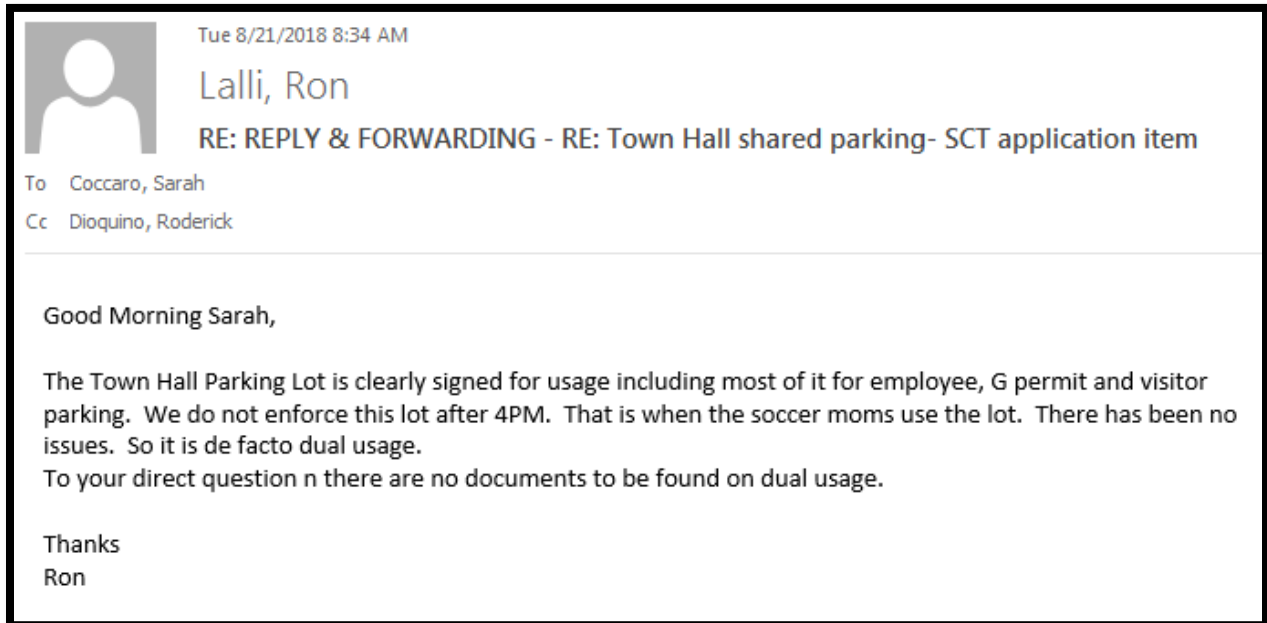 Tue 8/21/2018 8:34 AM
Lalli, Ron
RE: REPLY & FORWARDING - RE: Town Hall shared parking- SCT application item
To Coccaro, Sarah
Cc Dioquino, Roderick
Good Morning Sarah,
The Town Hall Parking Lot is clearly signed for usage including most of it for employee, G permit and visitor
parking.  We do not enforce this lot after 4PM.  That is when the soccer moms use the lot.  There has been no
issues.  So it is de facto dual usage.
To your direct question n there are no documents to be found on dual usage.
Thanks
Ron